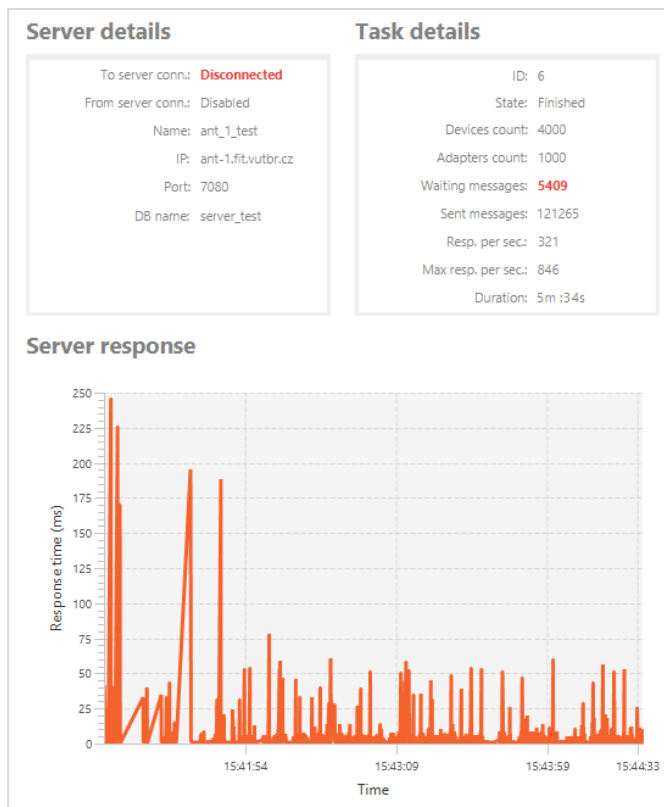 Server details
To server conn.: Disconnected
From server conn.: Disabled
Name: ant_1_test
IP: ant-1.fit.vutbr.cz
Port: 7080
DB name: server_test
Task details
ID: 6
State: Finished
Devices count: 4000
Adapters count: 1000
Waiting messages: 5409
Sent messages: 121265
Resp. per sec.: 321
Max resp. per sec.: 846
Duration: 5m :34s
Server response
Response time (ms)
250
225
200
175
150
125
100
75
50
25
0
15:41:54 15:43:09 15:43:59 15:44:33
Time